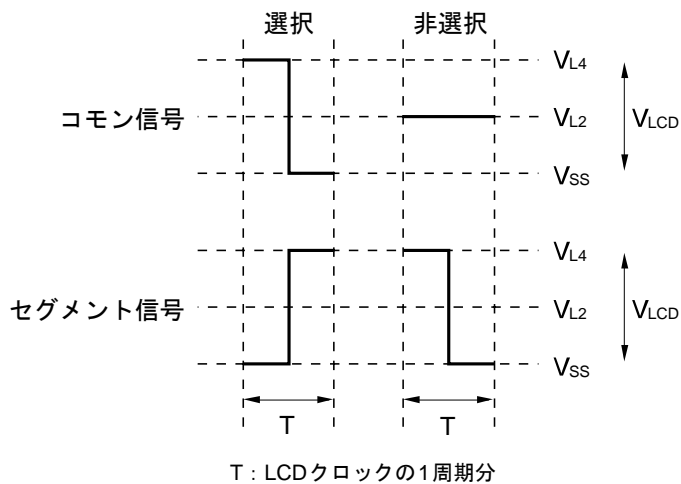 選択 非選択
VL4
コモン信号 VL2 VLCD
VSS
VL4
セグメント信号 VL2 VLCD
VSS
T T
T：LCDクロックの1周期分